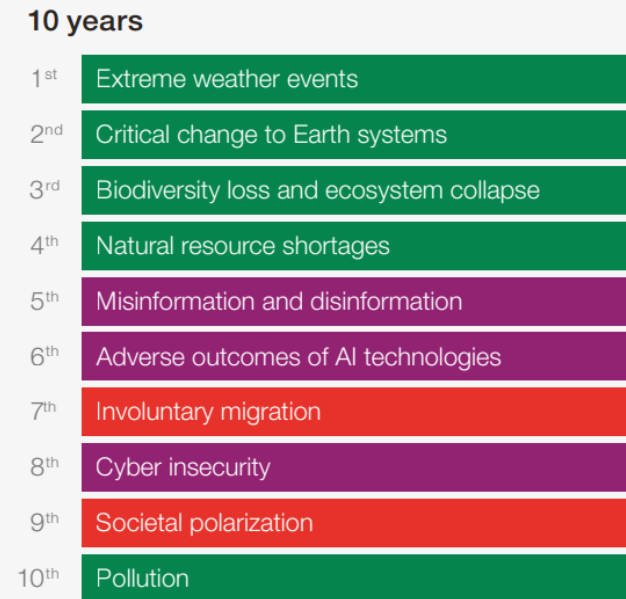 10 years
1st Extreme weather events
2nd Critical change to Earth systems
3rd Biodiversity loss and ecosystem collapse
4th Natural resource shortages
5th Misinformation and disinformation
6th Adverse outcomes of AI technologies
7th Involuntary migration
8th Cyber insecurity
9th Societal polarization
10th Pollution